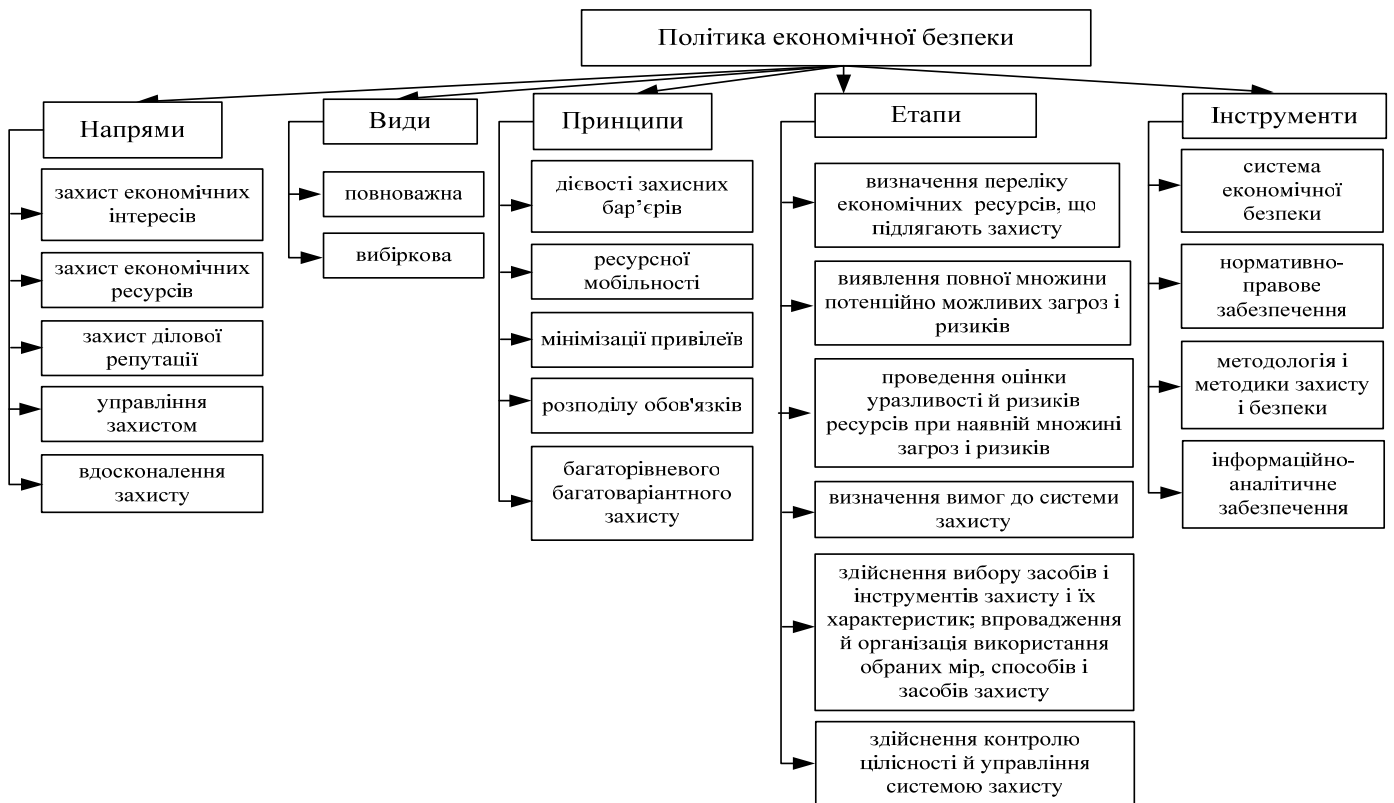 Політика економічної безпеки
Напрями
захист економічних
інтересів
захист економічних
ресурсів
захист ділової
репутації
управління
захистом
вдосконалення
захисту
Види
повноважна
вибіркова
Принципи
дієвості захисних
бар’єрів
ресурсної
мобільності
мінімізації привілеїв
розподілу обов'язків
багаторівневого
багатоваріантного
захисту
Етапи
визначення переліку
економічних ресурсів, що
підлягають захисту
виявлення повної множини
потенційно можливих загроз і
ризиків
проведення оцінки
уразливості й ризиків
ресурсів при наявній множині
загроз і ризиків
визначення вимог до системи
захисту
здійснення вибору засобів і
інструментів захисту і їх
характеристик; впровадження
й організація використання
обраних мір, способів і
засобів захисту
здійснення контролю
цілісності й управління
системою захисту
Інструменти
система
економічної
безпеки
нормативно-
правове
забезпечення
методологія і
методики захисту
і безпеки
інформаційно-
аналітичне
забезпечення